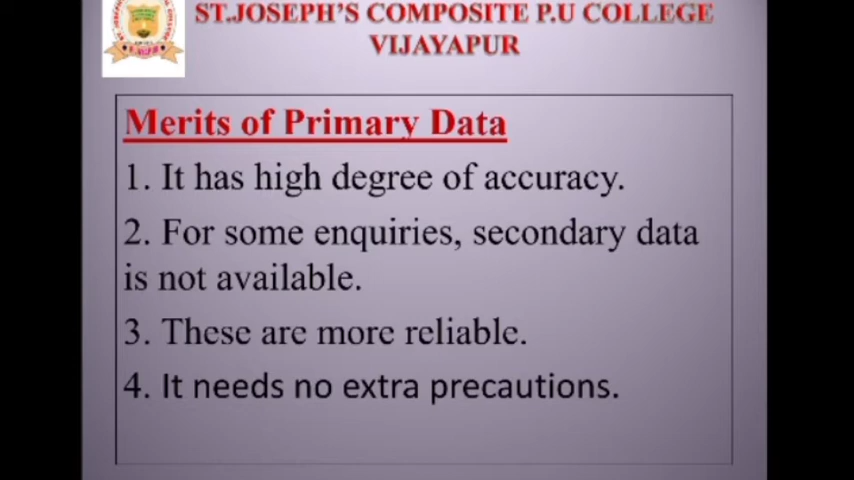 ST.JOSEPH'S COMPOSITE P.U COLLEGE
VIJAYAPUR
Merits of Primary Data
1. It has high degree of accuracy.
2. For some enquiries, secondary data
is not available.
3. These are more reliable.
4. It needs no extra precautions.